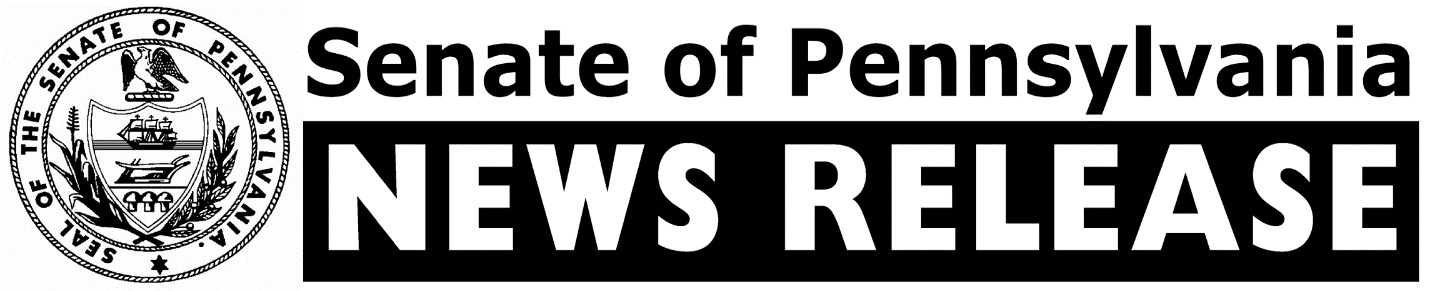 SEAL OF THE SENATE OF PENNSYLVANIA.
Senate of Pennsylvania
NEWS RELEASE